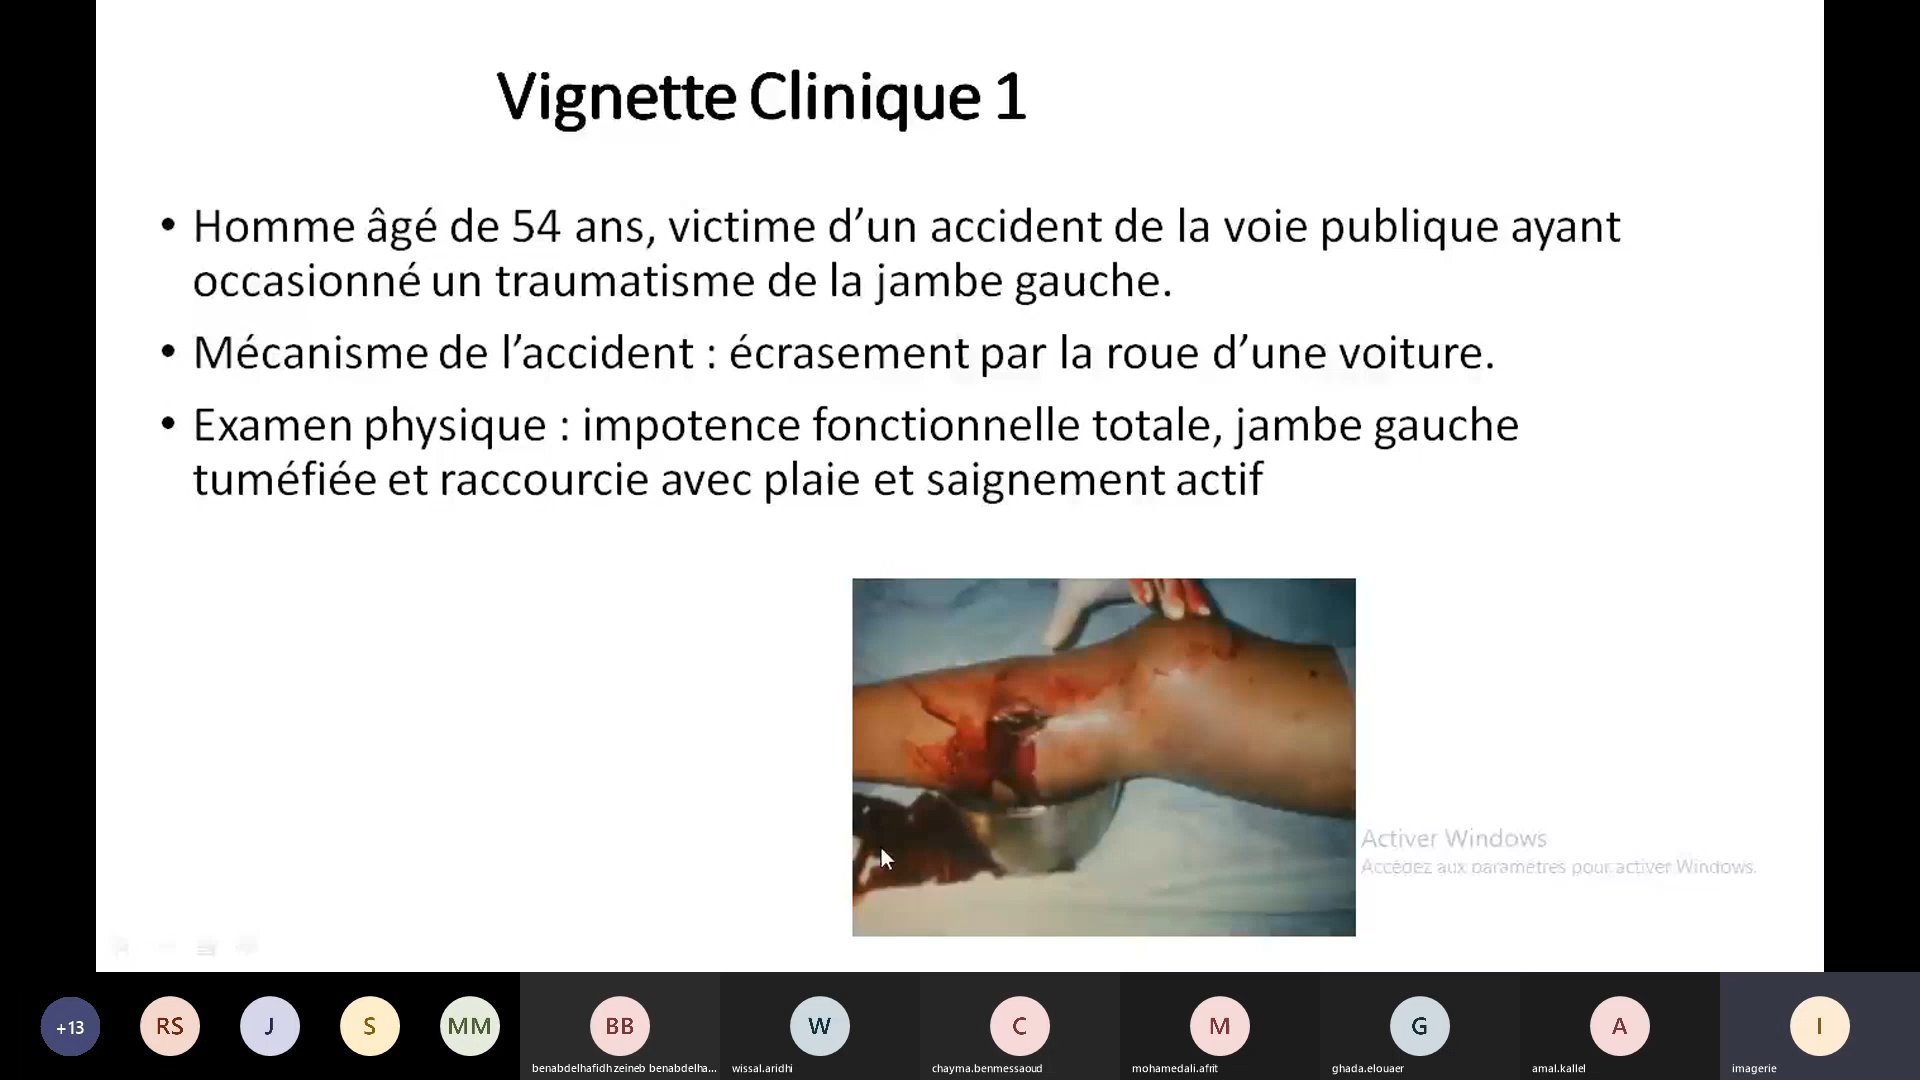 Vignette Clinique 1
• Homme âgé de 54 ans, victime d’un accident de la voie publique ayant
occasionné un traumatisme de la jambe gauche.
• Mécanisme de l’accident : écrasement par la roue d’une voiture.
• Examen physique : impotence fonctionnelle totale, jambe gauche
tuméfiée et raccourcie avec plaie et saignement actif
Activer Windows
Accédez aux paramètres pour activer Windows.
+13 RS J S MM BB W C M G A I
benabdelhafidhzeineb benabdelha... wissal.aridhi chayma.benmessaoud mohamedali.afrit ghada.elouaer amal.kallel imagerie